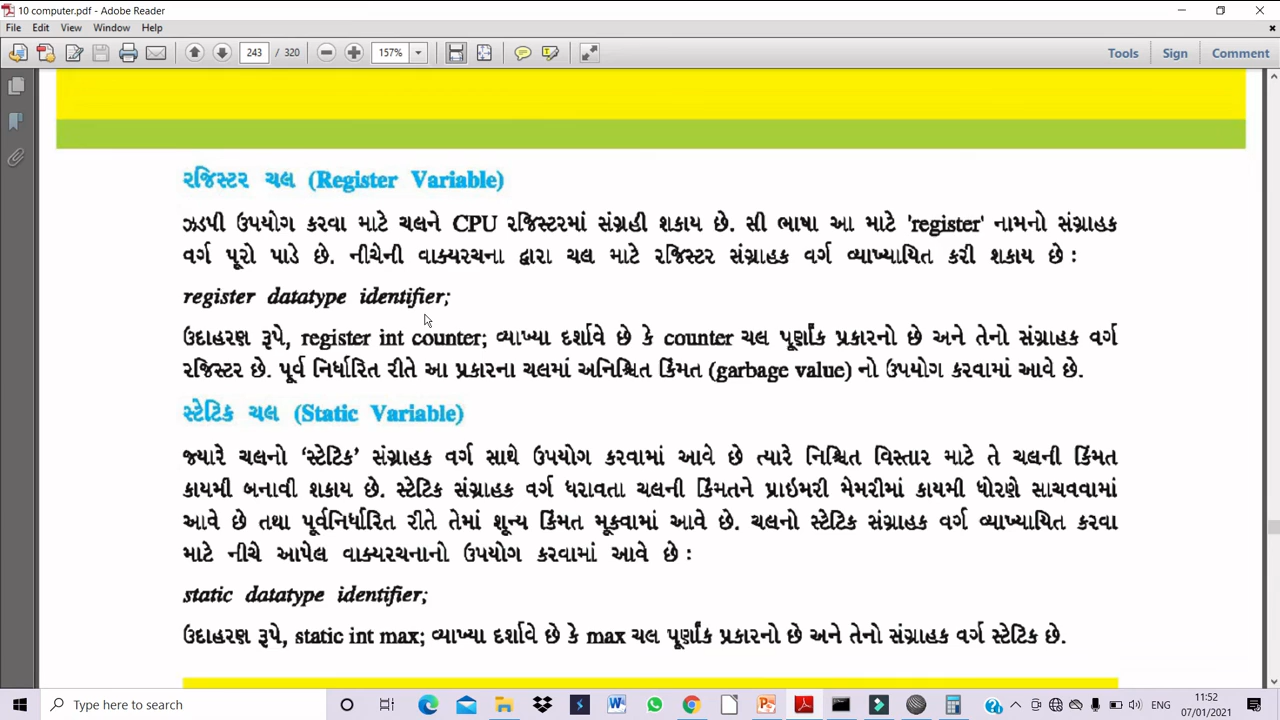 10 computer.pdf - Adobe Reader
File Edit View Window Help
243 / 320 157% Tools Sign Comment
રજિસ્ટર ચલ (Register Variable)
ઝડપી ઉપયોગ કરવા માટે ચલને CPU રજિસ્ટરમાં સંગ્રહી શકાય છે. સી ભાષા આ માટે 'register' નામનો સંગ્રાહક
વર્ગ પૂરો પાડે છે. નીચેની વાક્યરચના દ્વારા ચલ માટે રજિસ્ટર સંગ્રાહક વર્ગ વ્યાખ્યાયિત કરી શકાય છે :
register datatype identifier;
ઉદાહરણ રૂપે, register int counter; વ્યાખ્યા દર્શાવે છે કે counter ચલ પૂર્ણાંક પ્રકારનો છે અને તેનો સંગ્રાહક વર્ગ
રજિસ્ટર છે. પૂર્વ નિર્ધારિત રીતે આ પ્રકારના ચલમાં અનિશ્ચિત કિંમત (garbage value) નો ઉપયોગ કરવામાં આવે છે.
સ્ટેટિક ચલ (Static Variable)
જ્યારે ચલનો ‘સ્ટેટિક’ સંગ્રાહક વર્ગ સાથે ઉપયોગ કરવામાં આવે છે ત્યારે નિશ્ચિત વિસ્તાર માટે તે ચલની કિંમત
કાયમી બનાવી શકાય છે. સ્ટેટિક સંગ્રાહક વર્ગ ધરાવતા ચલની કિંમતને પ્રાઇમરી મેમરીમાં કાયમી ધોરણે સાચવવામાં
આવે છે તથા પૂર્વનિર્ધારિત રીતે તેમાં શૂન્ય કિંમત મૂકવામાં આવે છે. ચલનો સ્ટેટિક સંગ્રાહક વર્ગ વ્યાખ્યાયિત કરવા
માટે નીચે આપેલ વાક્યરચનાનો ઉપયોગ કરવામાં આવે છે :
static datatype identifier;
ઉદાહરણ રૂપે, static int max; વ્યાખ્યા દર્શાવે છે કે max ચલ પૂર્ણાંક પ્રકારનો છે અને તેનો સંગ્રાહક વર્ગ સ્ટેટિક છે.
Type here to search
ENG 11:52
07/01/2021